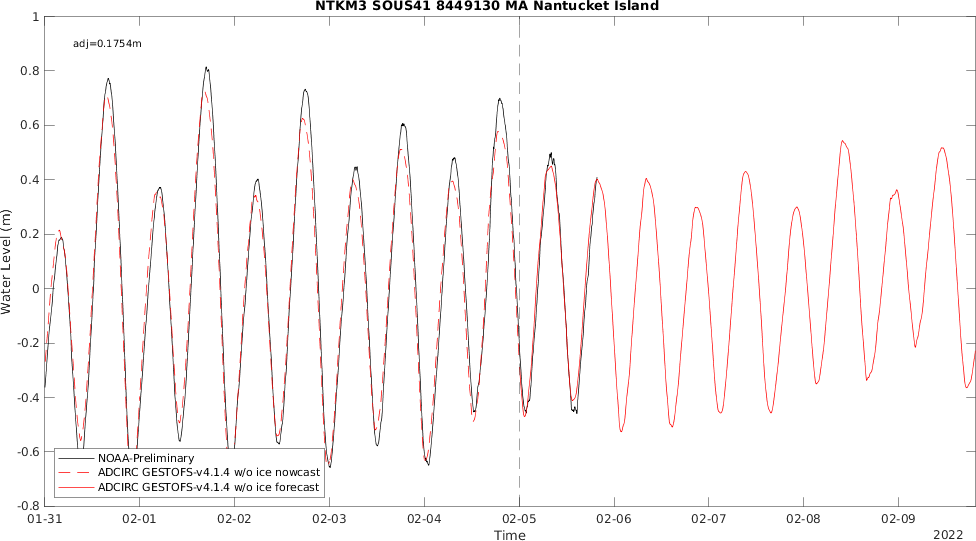 NTKM3 SOUS41 8449130 MA Nantucket Island
adj=0.1754m
1
0.8
0.6
0.4
0.2
0
-0.2
-0.4
-0.6
-0.8
Water Level (m)
NOAA-Preliminary
ADCIRC GESTOFS-v4.1.4 w/o ice nowcast
ADCIRC GESTOFS-v4.1.4 w/o ice forecast
01-31 02-01 02-02 02-03 02-04 02-05 02-06 02-07 02-08 02-09
Time
2022